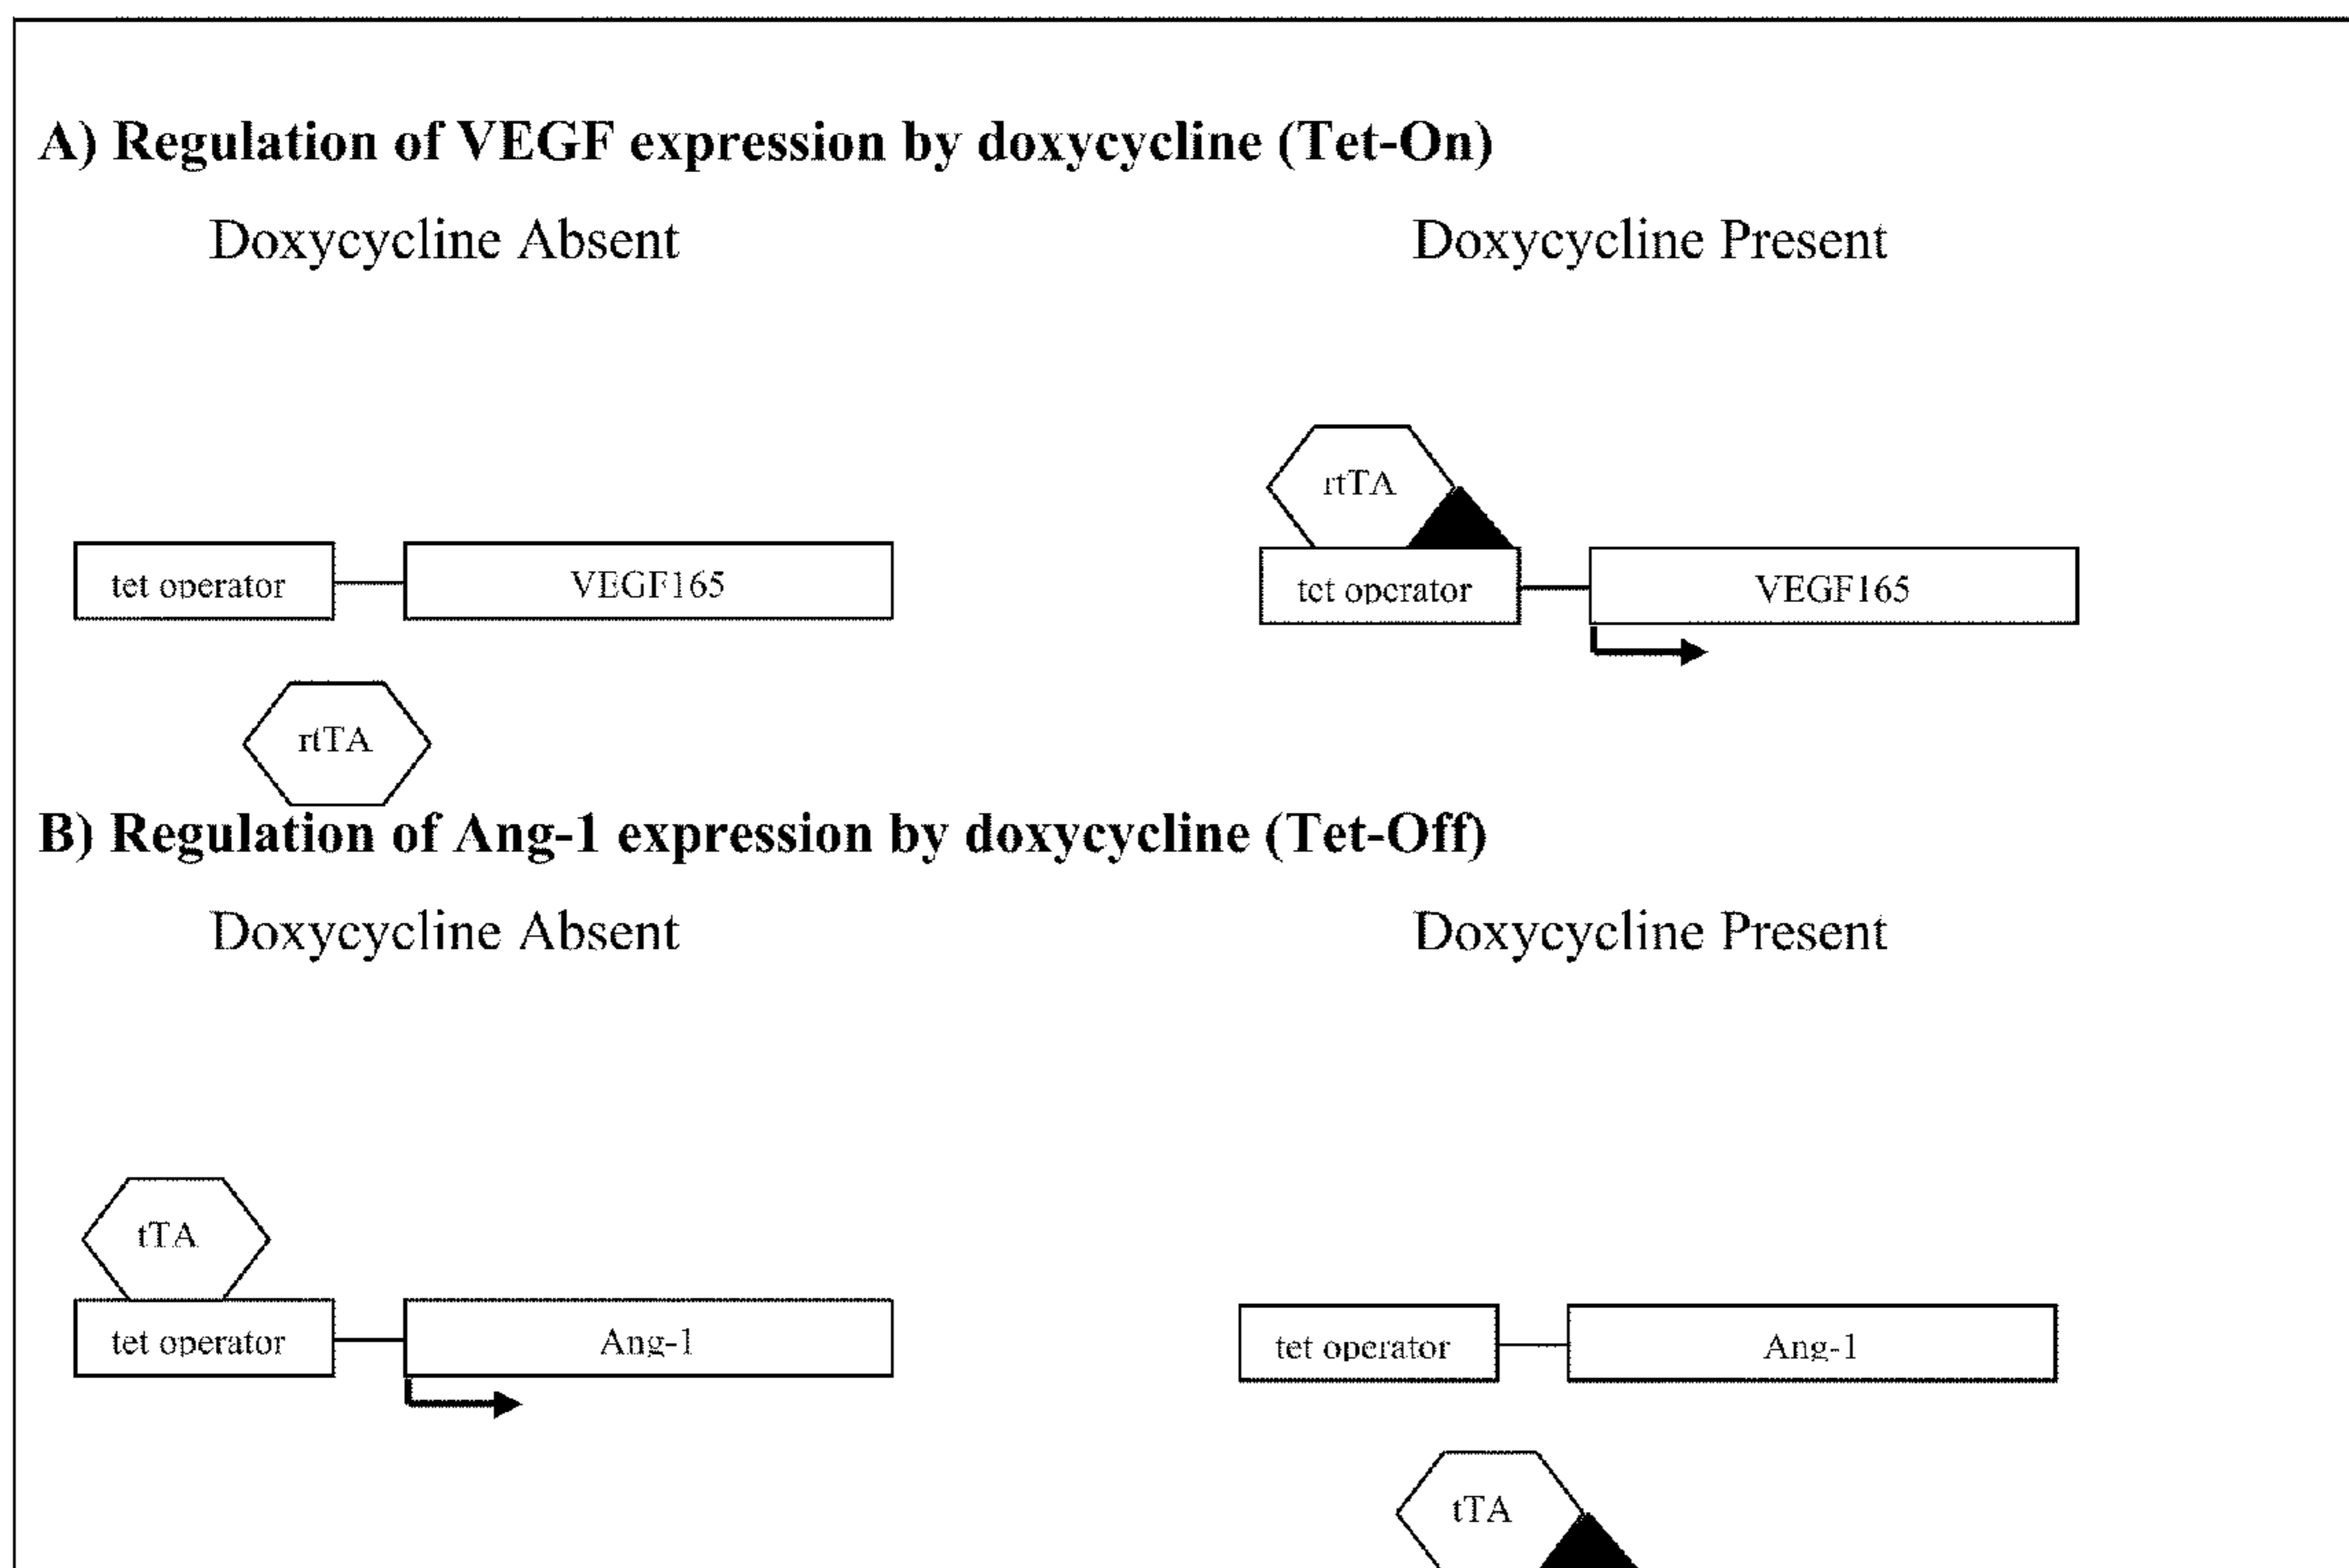 A) Regulation of VEGF expression by doxycycline (Tet-On)
Doxycycline Absent Doxycycline Present
rtTA
tet operator VEGF165 tet operator VEGF165
rtTA
B) Regulation of Ang-1 expression by doxycycline (Tet-Off)
Doxycycline Absent Doxycycline Present
tTA
tet operator Ang-1 tet operator Ang-1
tTA